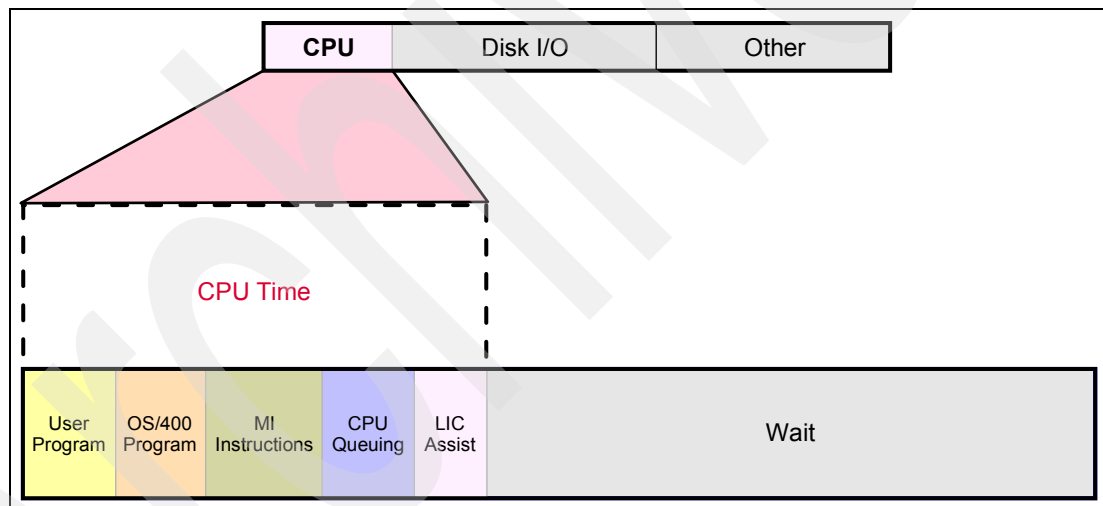 CPU
Disk I/O
Other
CPU Time
User
Program
OS/400
Program
MI
Instructions
CPU
Queuing
LIC
Assist
Wait